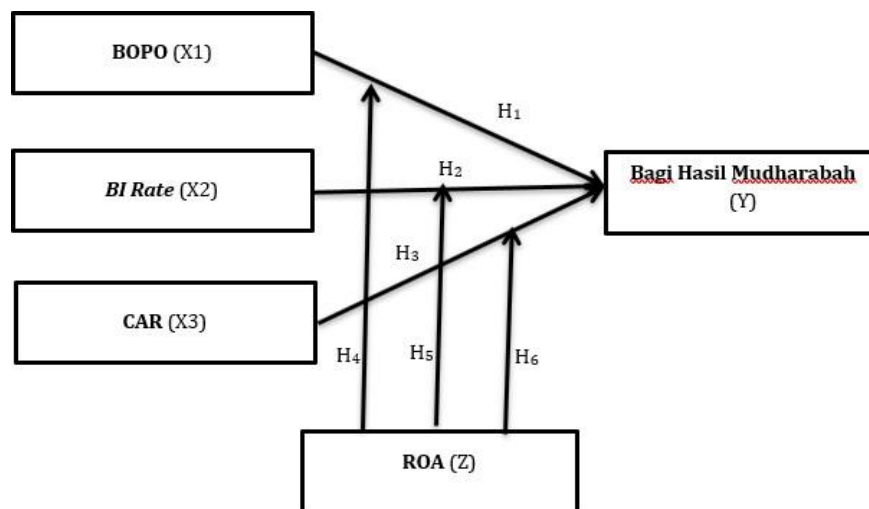 BOPO (X1)
H₁
BI Rate (X2)
H₂
Bagi Hasil Mudharabah
(Y)
H₃
CAR (X3)
H₄
H₅
H₆
ROA (Z)